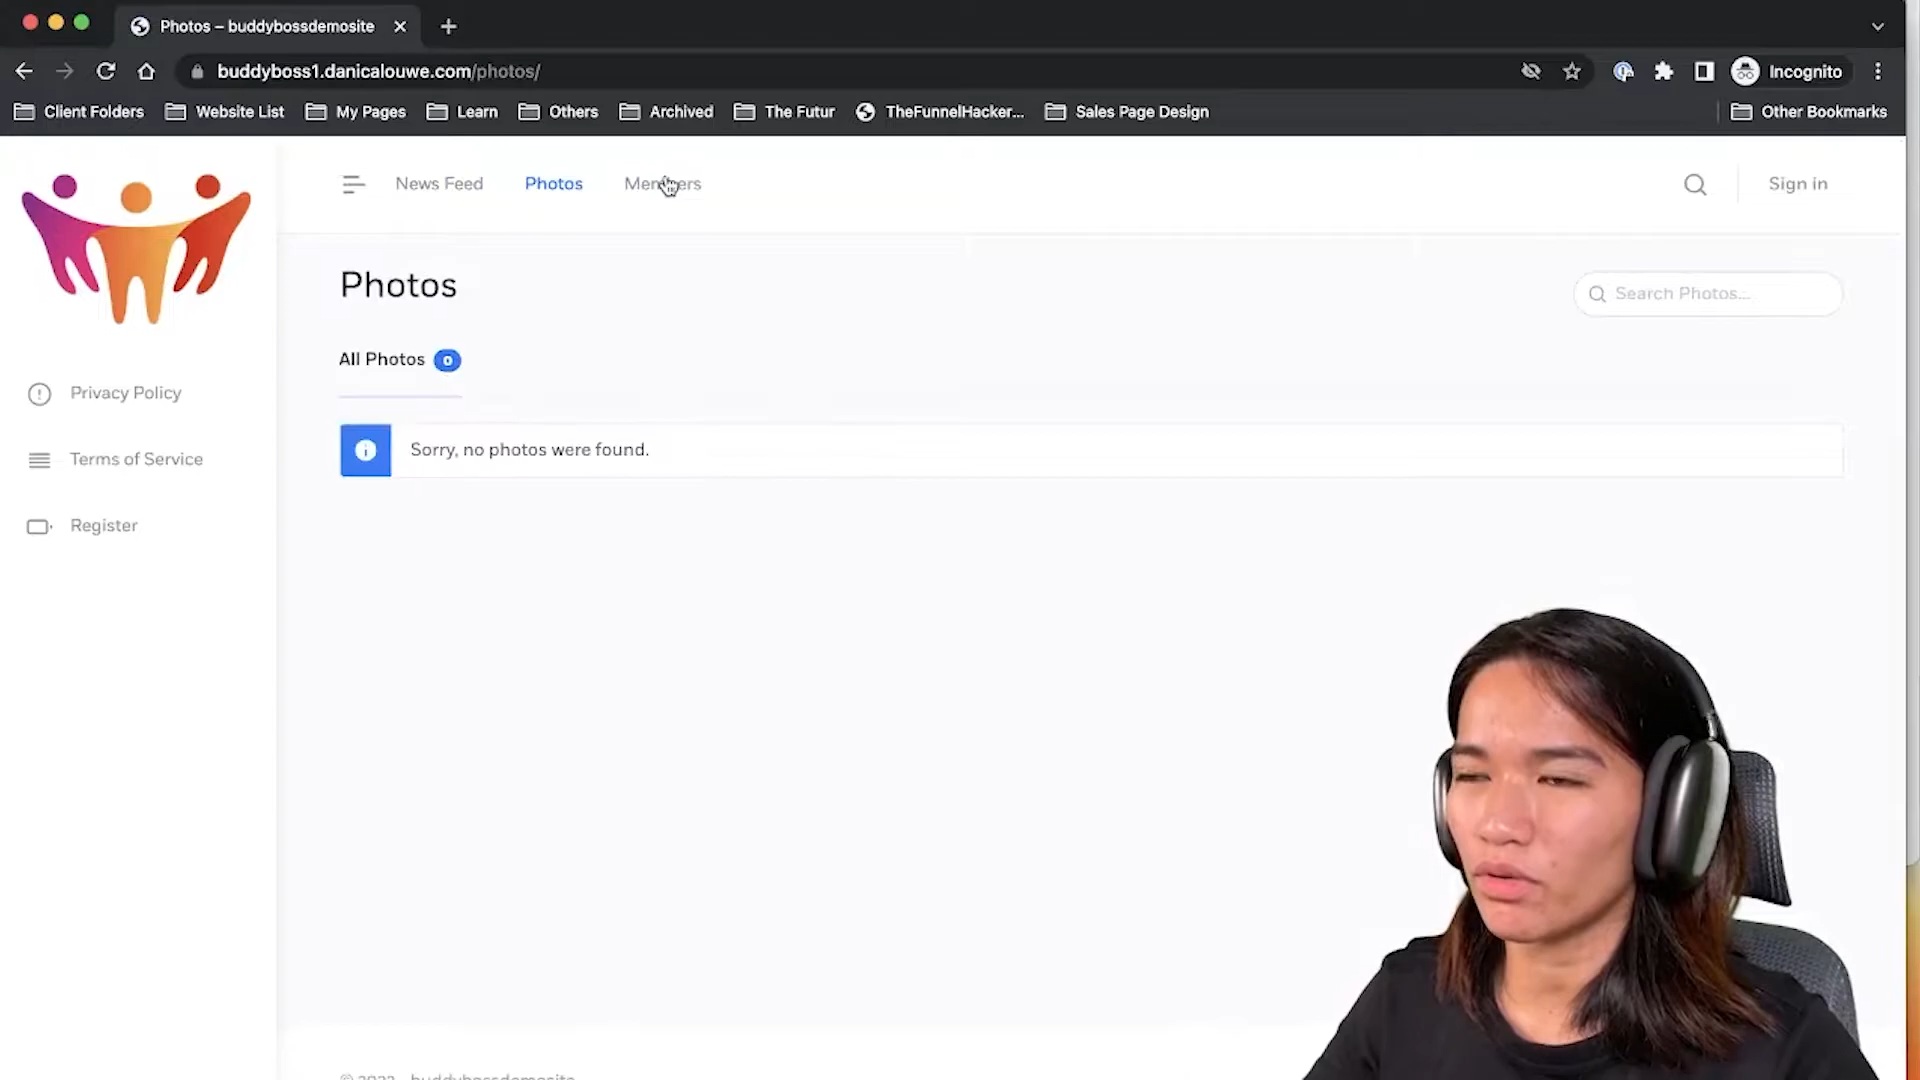 Photos – buddybossdemosite
buddyboss1.danicalouwe.com/photos/
Incognito
Client Folders
Website List
My Pages
Learn
Others
Archived
The Futur
TheFunnelHacker...
Sales Page Design
Other Bookmarks
News Feed
Photos
Members
Sign in
Photos
Search Photos...
All Photos 0
Sorry, no photos were found.
Privacy Policy
Terms of Service
Register
buddybossdemosite